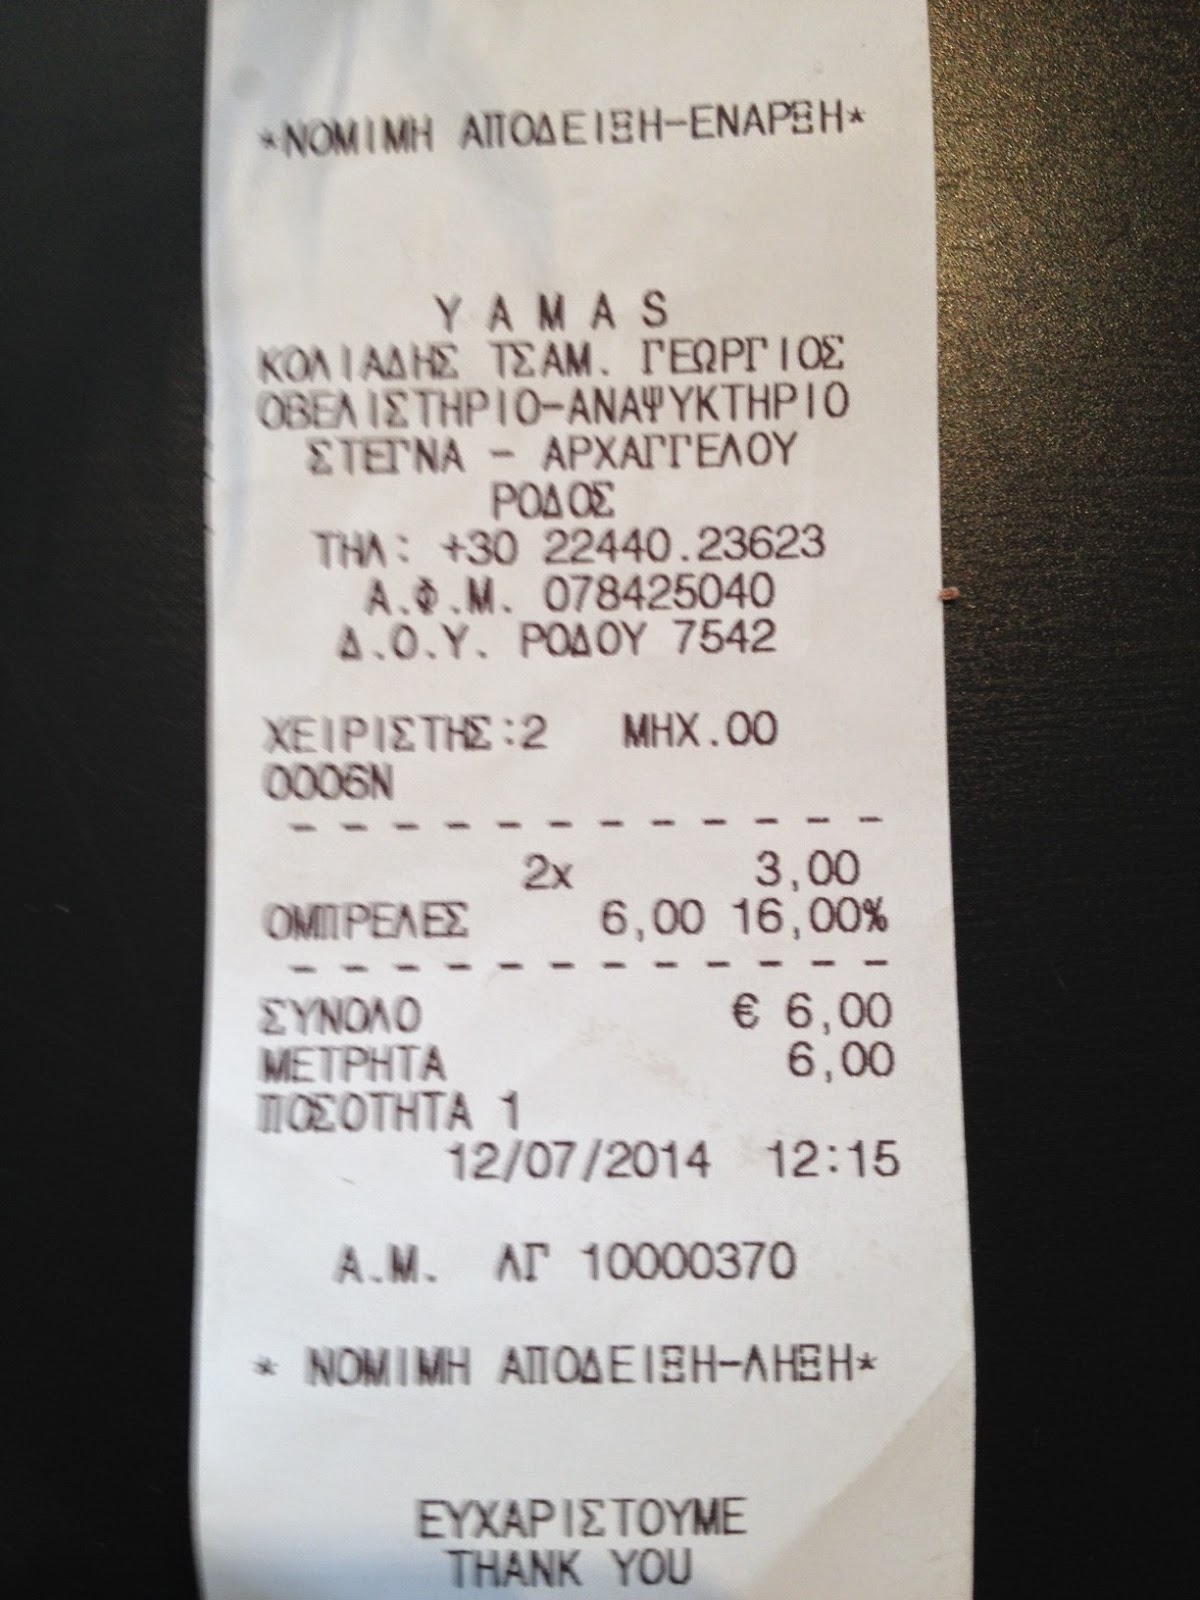 *ΝΟΜΙΜΗ ΑΠΟΔΕΙΞΗ-ΕΝΑΡΞΗ*
Y A M A S
ΚΟΛΙΑΔΗΣ ΤΣΑΜ. ΓΕΩΡΓΙΟΣ
ΟΒΕΛΙΣΤΗΡΙΟ-ΑΝΑΨΥΚΤΗΡΙΟ
ΣΤΕΓΝΑ - ΑΡΧΑΓΓΕΛΟΥ
ΡΟΔΟΣ
ΤΗΛ: +30 22440.23623
Α.Φ.Μ. 078425040
Δ.Ο.Υ. ΡΟΔΟΥ 7542
ΧΕΙΡΙΣΤΗΣ:2 ΜΗΧ.00
0006N
- - - - - - - - - - - -
2x 3,00
ΟΜΠΡΕΛΕΣ 6,00 16,00%
- - - - - - - - - - - -
ΣΥΝΟΛΟ € 6,00
ΜΕΤΡΗΤΑ 6,00
ΠΟΣΟΤΗΤΑ 1
12/07/2014 12:15
Α.Μ. ΛΓ 10000370
* ΝΟΜΙΜΗ ΑΠΟΔΕΙΞΗ-ΛΗΞΗ*
ΕΥΧΑΡΙΣΤΟΥΜΕ
THANK YOU